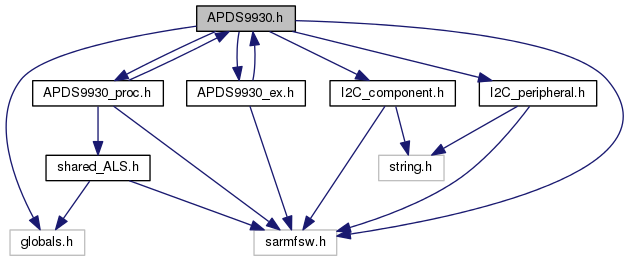 APDS9930.h
APDS9930_proc.h
APDS9930_ex.h
I2C_component.h
I2C_peripheral.h
shared_ALS.h
string.h
globals.h
sarmfsw.h